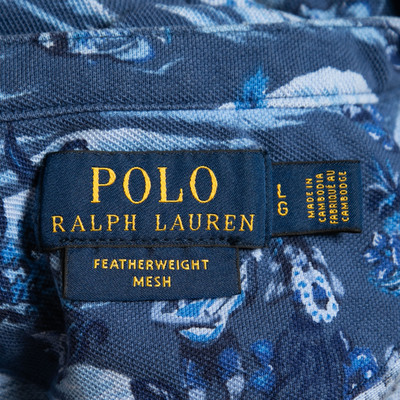 POLO
RALPH LAUREN
FEATHERWEIGHT
MESH
L
G
MADE IN
CAMBODIA
FABRIQUÉ AU
CAMBODGE